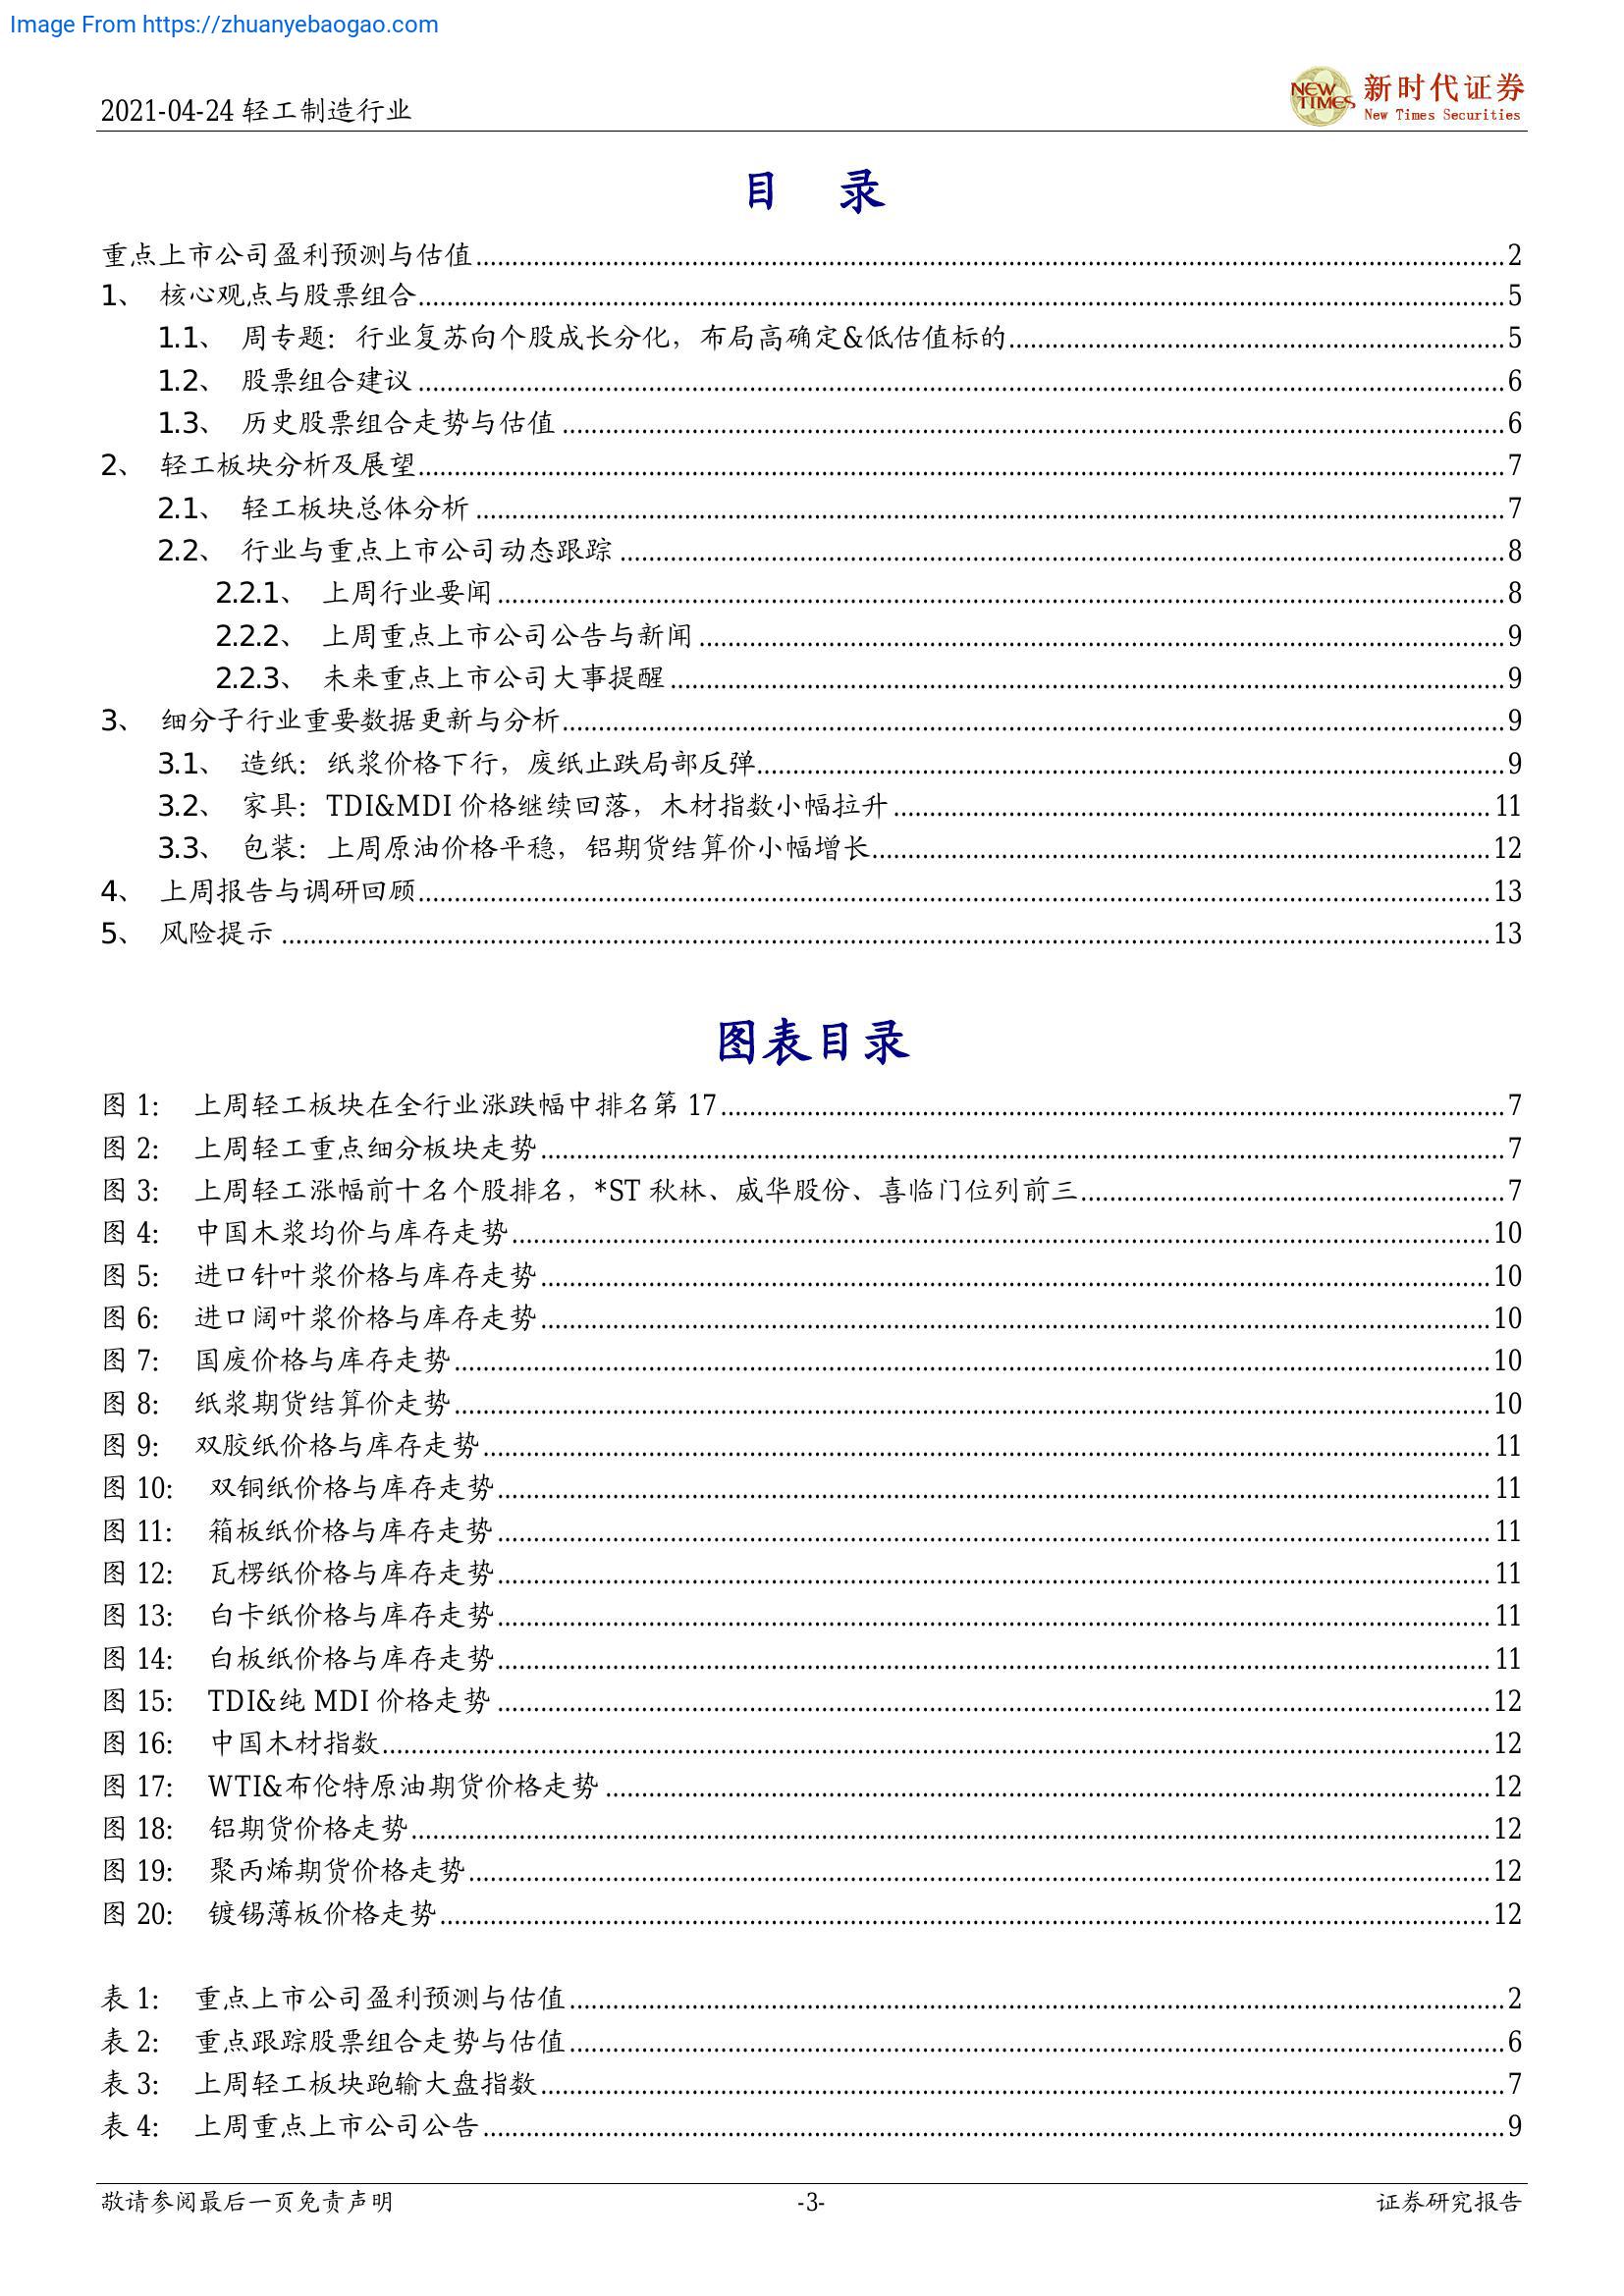 Image From https://zhuanyebaogao.com
2021-04-24 轻工制造行业
NEW TIMES
新时代证券
New Times Securities
目 录
重点上市公司盈利预测与估值 2
1、 核心观点与股票组合 5
1.1、 周专题：行业复苏向个股成长分化，布局高确定&低估值标的 5
1.2、 股票组合建议 6
1.3、 历史股票组合走势与估值 6
2、 轻工板块分析及展望 7
2.1、 轻工板块总体分析 7
2.2、 行业与重点上市公司动态跟踪 8
2.2.1、 上周行业要闻 8
2.2.2、 上周重点上市公司公告与新闻 9
2.2.3、 未来重点上市公司大事提醒 9
3、 细分子行业重要数据更新与分析 9
3.1、 造纸：纸浆价格下行，废纸止跌局部反弹 9
3.2、 家具：TDI&MDI 价格继续回落，木材指数小幅拉升 11
3.3、 包装：上周原油价格平稳，铝期货结算价小幅增长 12
4、 上周报告与调研回顾 13
5、 风险提示 13
图表目录
图 1: 上周轻工板块在全行业涨跌幅中排名第 17 7
图 2: 上周轻工重点细分板块走势 7
图 3: 上周轻工涨幅前十名个股排名，*ST 秋林、威华股份、喜临门位列前三 7
图 4: 中国木浆均价与库存走势 10
图 5: 进口针叶浆价格与库存走势 10
图 6: 进口阔叶浆价格与库存走势 10
图 7: 国废价格与库存走势 10
图 8: 纸浆期货结算价走势 10
图 9: 双胶纸价格与库存走势 11
图 10: 双铜纸价格与库存走势 11
图 11: 箱板纸价格与库存走势 11
图 12: 瓦楞纸价格与库存走势 11
图 13: 白卡纸价格与库存走势 11
图 14: 白板纸价格与库存走势 11
图 15: TDI&纯 MDI 价格走势 12
图 16: 中国木材指数 12
图 17: WTI&布伦特原油期货价格走势 12
图 18: 铝期货价格走势 12
图 19: 聚丙烯期货价格走势 12
图 20: 镀锡薄板价格走势 12
表 1: 重点上市公司盈利预测与估值 2
表 2: 重点跟踪股票组合走势与估值 6
表 3: 上周轻工板块跑输大盘指数 7
表 4: 上周重点上市公司公告 9
敬请参阅最后一页免责声明 -3- 证券研究报告